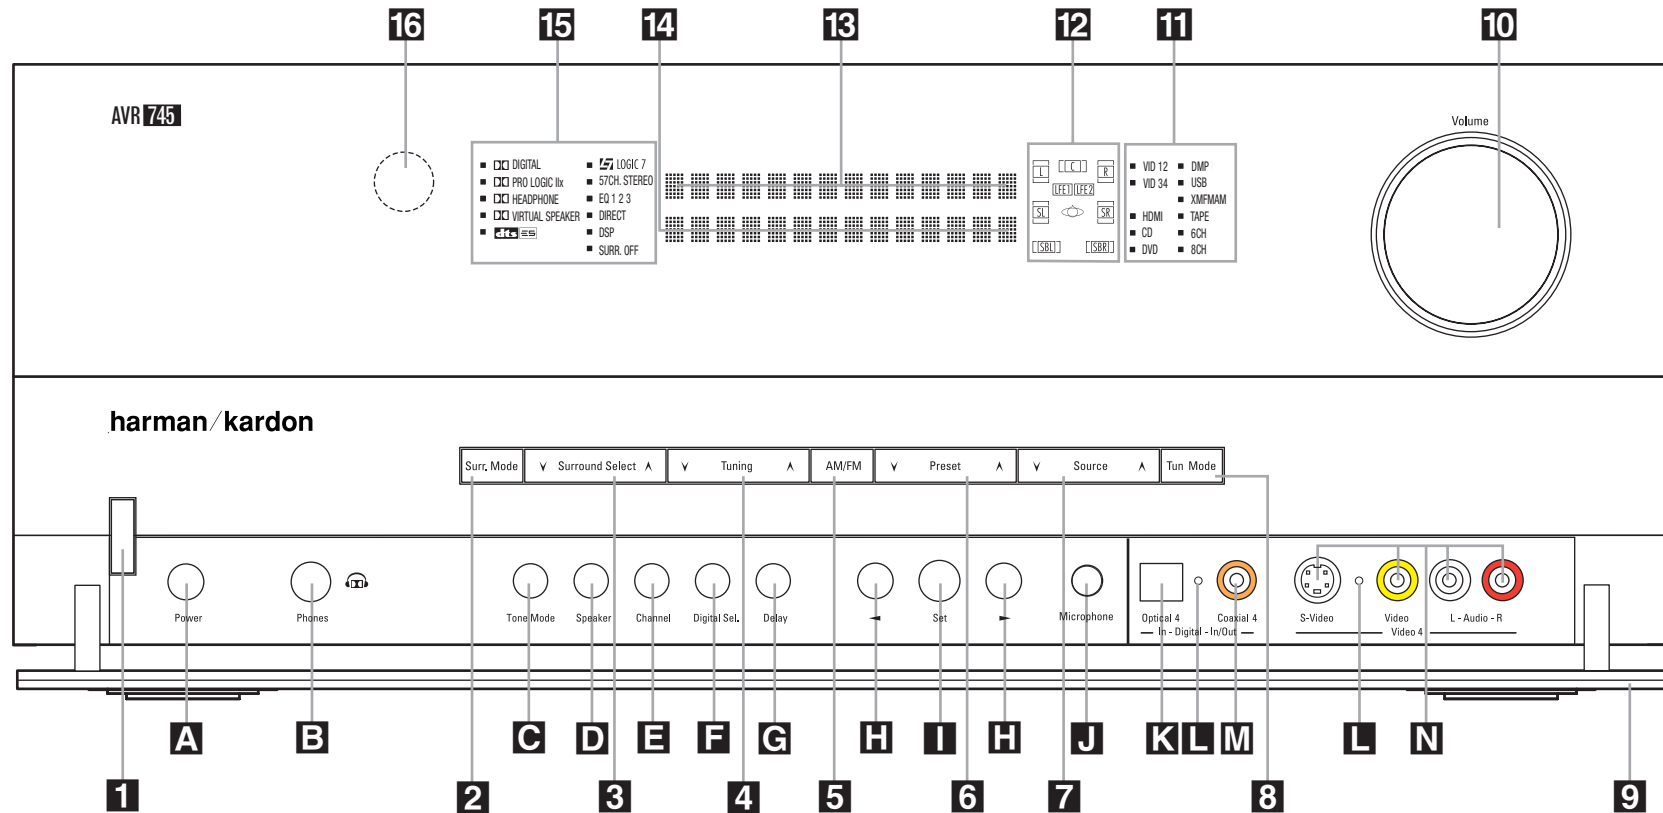 16 15 14 13 12 11 10
AVR 745
Volume
DIGITAL
PRO LOGIC IIx
HEADPHONE
VIRTUAL SPEAKER
dts ES
LOGIC 7
57CH. STEREO
EQ 1 2 3
DIRECT
DSP
SURR. OFF
L C R
LFE1 LFE2
SL SR
SBL SBR
VID 12 DMP
VID 34 USB
XMFMAM
HDMI TAPE
CD 6CH
DVD 8CH
harman/kardon
Surr. Mode Surround Select Tuning AM/FM Preset Source Tun Mode
Power Phones Tone Mode Speaker Channel Digital Sel. Delay Set Microphone Optical 4 Coaxial 4 S-Video Video L - Audio - R
In - Digital - In/Out Video 4
A B C D E F G H I H J K L M L N
1 2 3 4 5 6 7 8 9